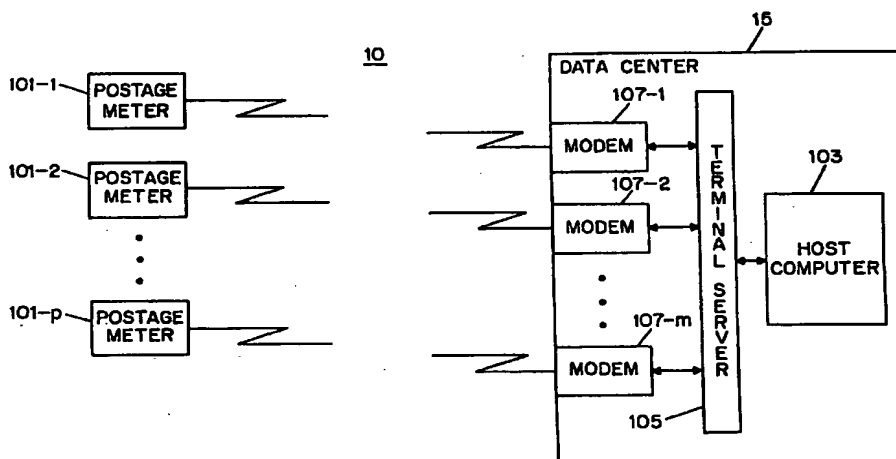 15
10
DATA CENTER
101-1
POSTAGE
METER
107-1
MODEM
101-2
POSTAGE
METER
107-2
MODEM
TERMINAL SERVER
103
HOST
COMPUTER
101-p
POSTAGE
METER
107-m
MODEM
105